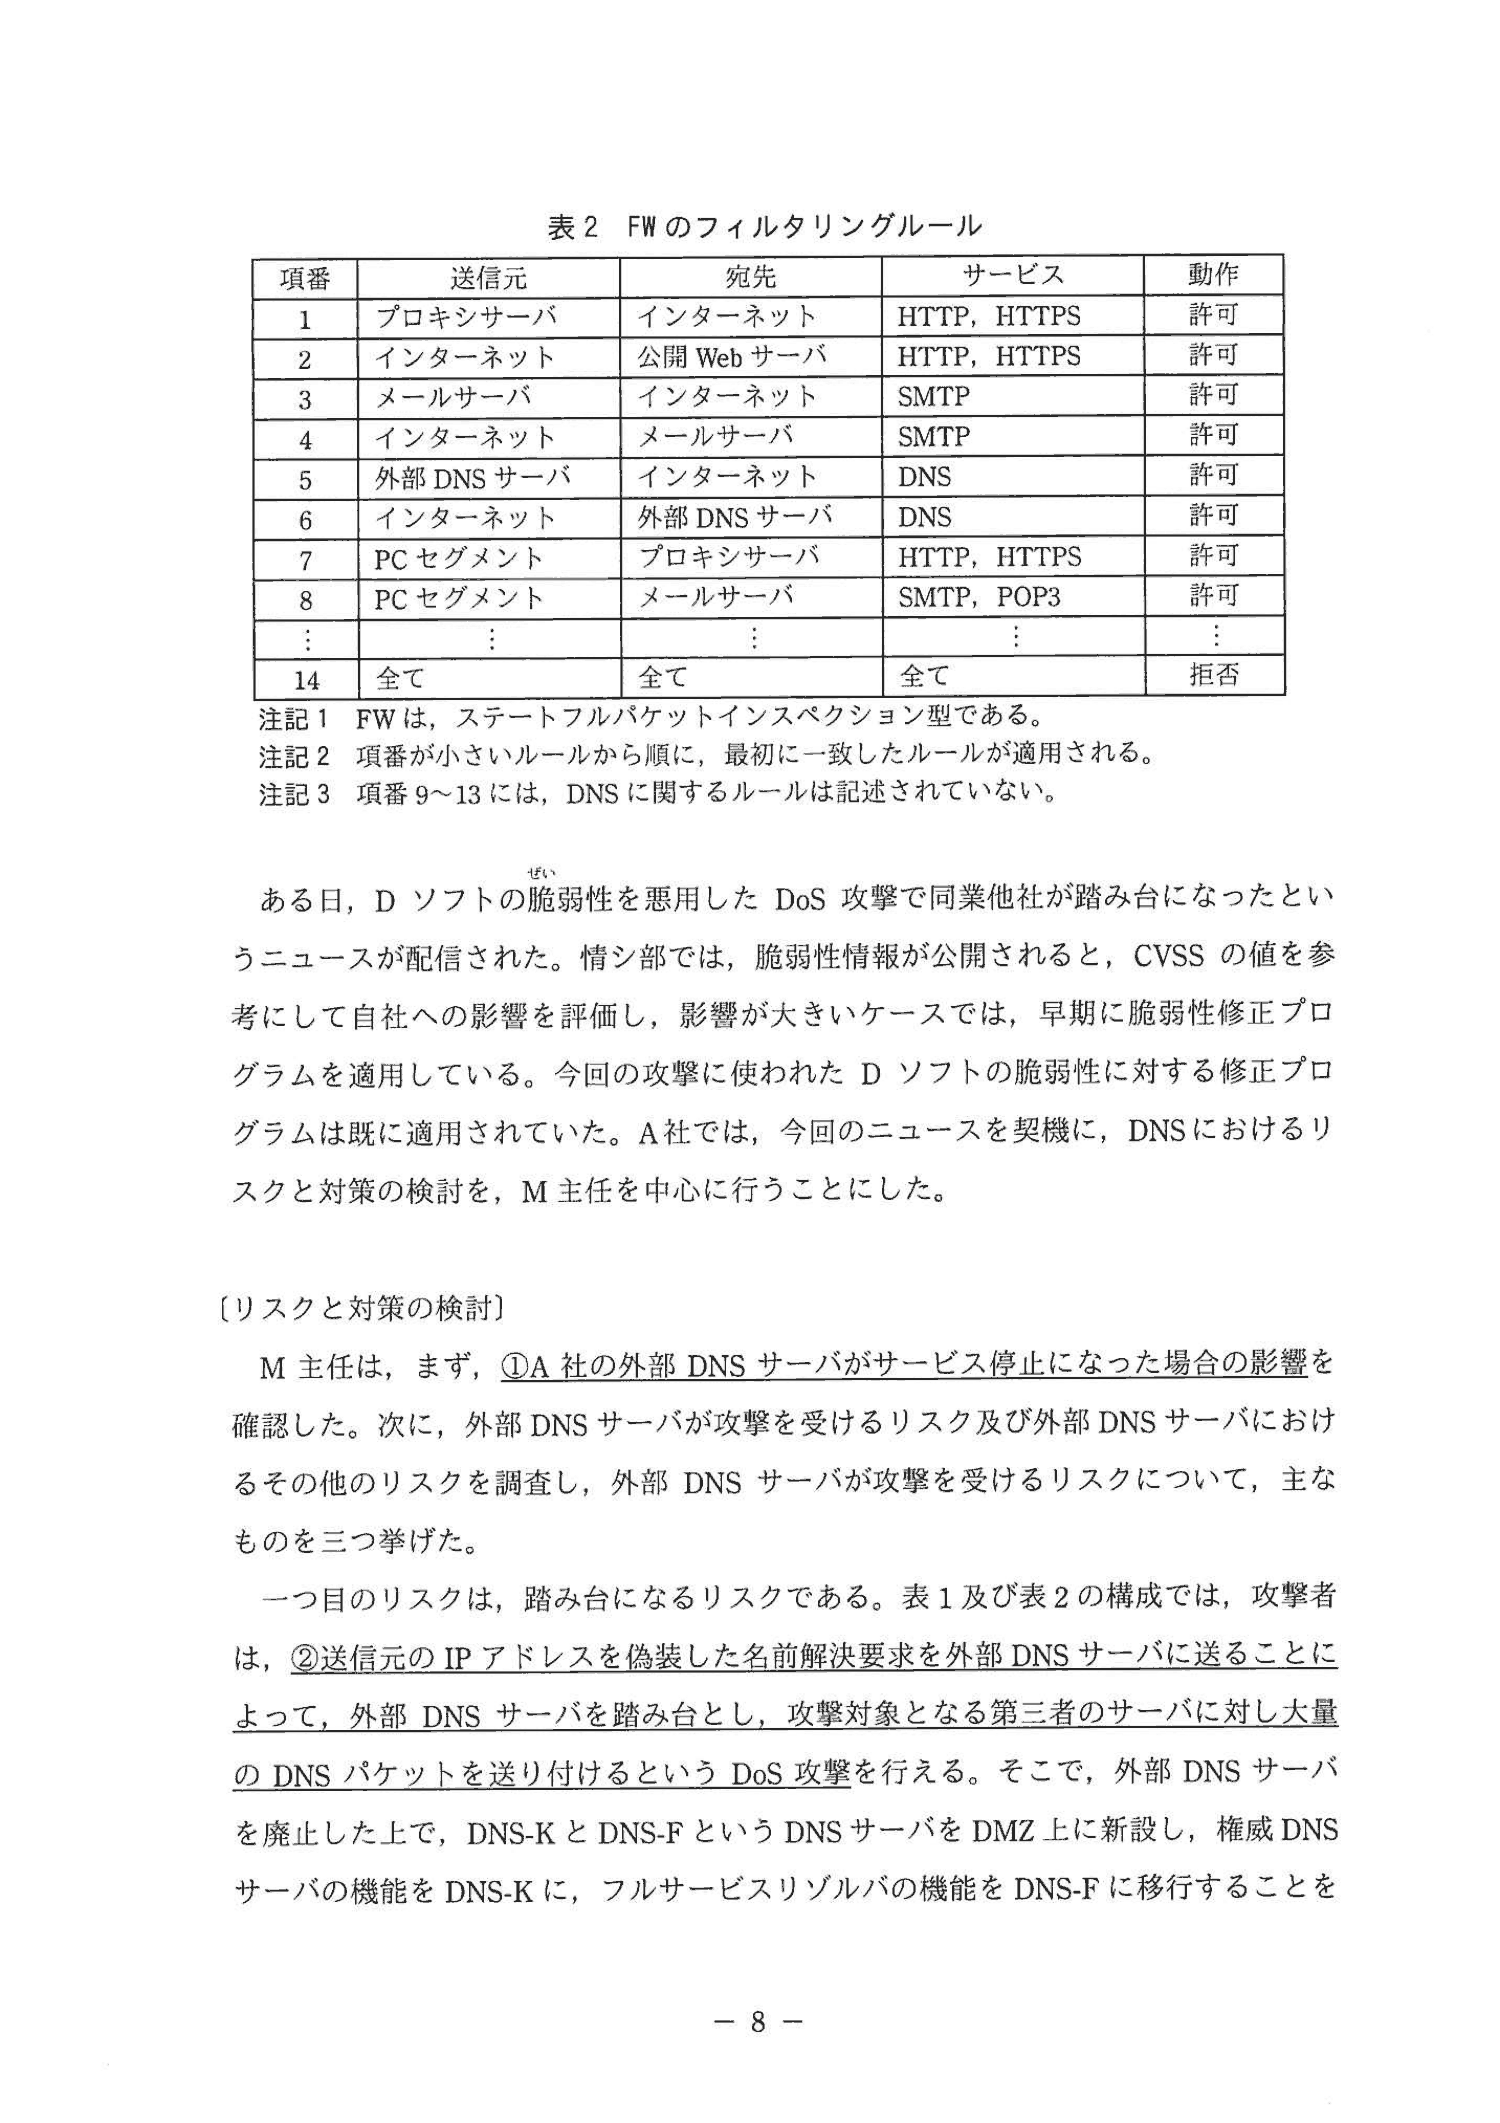 表2 FWのフィルタリングルール
項番 送信元 宛先 サービス 動作
1 プロキシサーバ インターネット HTTP，HTTPS 許可
2 インターネット 公開Webサーバ HTTP，HTTPS 許可
3 メールサーバ インターネット SMTP 許可
4 インターネット メールサーバ SMTP 許可
5 外部DNSサーバ インターネット DNS 許可
6 インターネット 外部DNSサーバ DNS 許可
7 PCセグメント プロキシサーバ HTTP，HTTPS 許可
8 PCセグメント メールサーバ SMTP，POP3 許可
： ： ： ： ：
14 全て 全て 全て 拒否
注記1 FWは，ステートフルパケットインスペクション型である。
注記2 項番が小さいルールから順に，最初に一致したルールが適用される。
注記3 項番9～13には，DNSに関するルールは記述されていない。
ぜい
ある日，D ソフトの脆弱性を悪用した DoS 攻撃で同業他社が踏み台になったとい
うニュースが配信された。情シ部では，脆弱性情報が公開されると，CVSS の値を参
考にして自社への影響を評価し，影響が大きいケースでは，早期に脆弱性修正プロ
グラムを適用している。今回の攻撃に使われた D ソフトの脆弱性に対する修正プロ
グラムは既に適用されていた。A社では，今回のニュースを契機に，DNSにおけるリ
スクと対策の検討を，M主任を中心に行うことにした。
〔リスクと対策の検討〕
M 主任は，まず，①A 社の外部 DNS サーバがサービス停止になった場合の影響を
確認した。次に，外部DNSサーバが攻撃を受けるリスク及び外部DNSサーバにおけ
るその他のリスクを調査し，外部 DNS サーバが攻撃を受けるリスクについて，主な
ものを三つ挙げた。
一つ目のリスクは，踏み台になるリスクである。表1及び表2の構成では，攻撃者
は，②送信元のIPアドレスを偽装した名前解決要求を外部DNSサーバに送ることに
よって，外部 DNS サーバを踏み台とし，攻撃対象となる第三者のサーバに対し大量
の DNS パケットを送り付けるという DoS 攻撃を行える。そこで，外部 DNS サーバ
を廃止した上で，DNS-KとDNS-FというDNSサーバをDMZ上に新設し，権威DNS
サーバの機能をDNS-Kに，フルサービスリゾルバの機能をDNS-Fに移行することを
－ 8 －